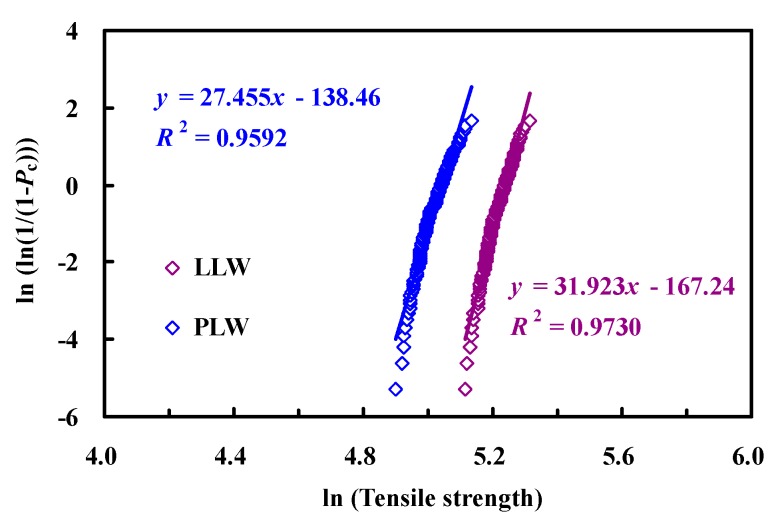 4
2
0
-2
-4
-6
ln (ln(1/(1-Pc)))
y = 27.455x - 138.46
R² = 0.9592
LLW
PLW
y = 31.923x - 167.24
R² = 0.9730
4.0 4.4 4.8 5.2 5.6 6.0
ln (Tensile strength)